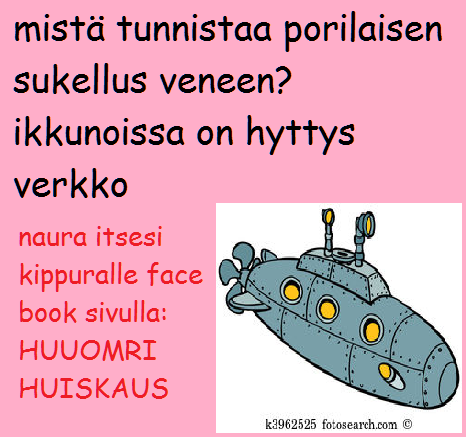 mistä tunnistaa porilaisen
sukellus veneen?
ikkunoissa on hyttys
verkko
naura itsesi
kippuralle face
book sivulla:
HUUOMRI
HUISKAUS
k3962525 fotosearch.com ©